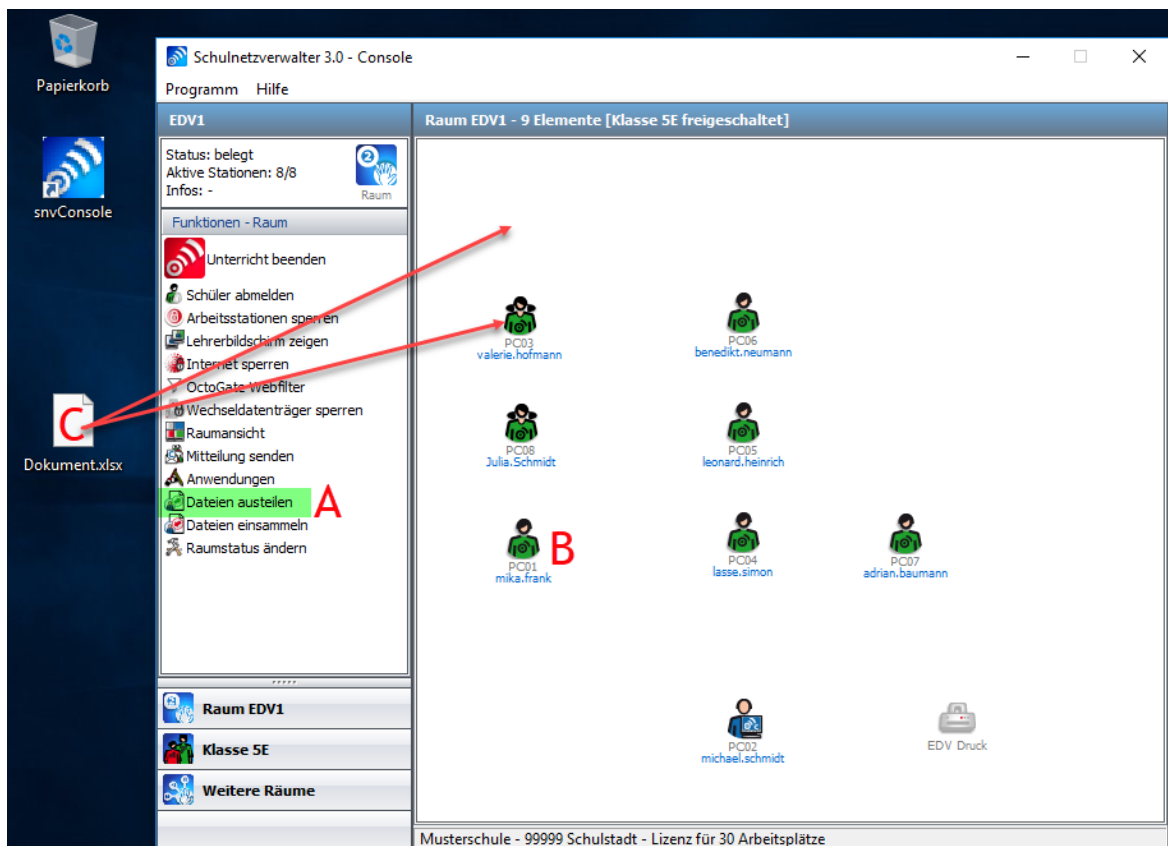 Papierkorb
snvConsole
C
Dokument.xlsx
Schulnetzverwalter 3.0 - Console
Programm Hilfe
EDV1
Status: belegt
Aktive Stationen: 8/8
Infos: -
2
Raum
Funktionen - Raum
Unterricht beenden
Schüler abmelden
Arbeitsstationen sperren
Lehrerbildschirm zeigen
Internet sperren
OctoGate Webfilter
Wechseldatenträger sperren
Raumansicht
Mitteilung senden
Anwendungen
Dateien austeilen A
Dateien einsammeln
Raumstatus ändern
Raum EDV1
Klasse 5E
Weitere Räume
Raum EDV1 - 9 Elemente [Klasse 5E freigeschaltet]
PC03
valerie.hofmann
PC06
benedikt.neumann
PC08
Julia.Schmidt
PC05
leonard.heinrich
B
PC01
mika.frank
PC04
lasse.simon
PC07
adrian.baumann
PC02
michael.schmidt
EDV Druck
Musterschule - 99999 Schulstadt - Lizenz für 30 Arbeitsplätze